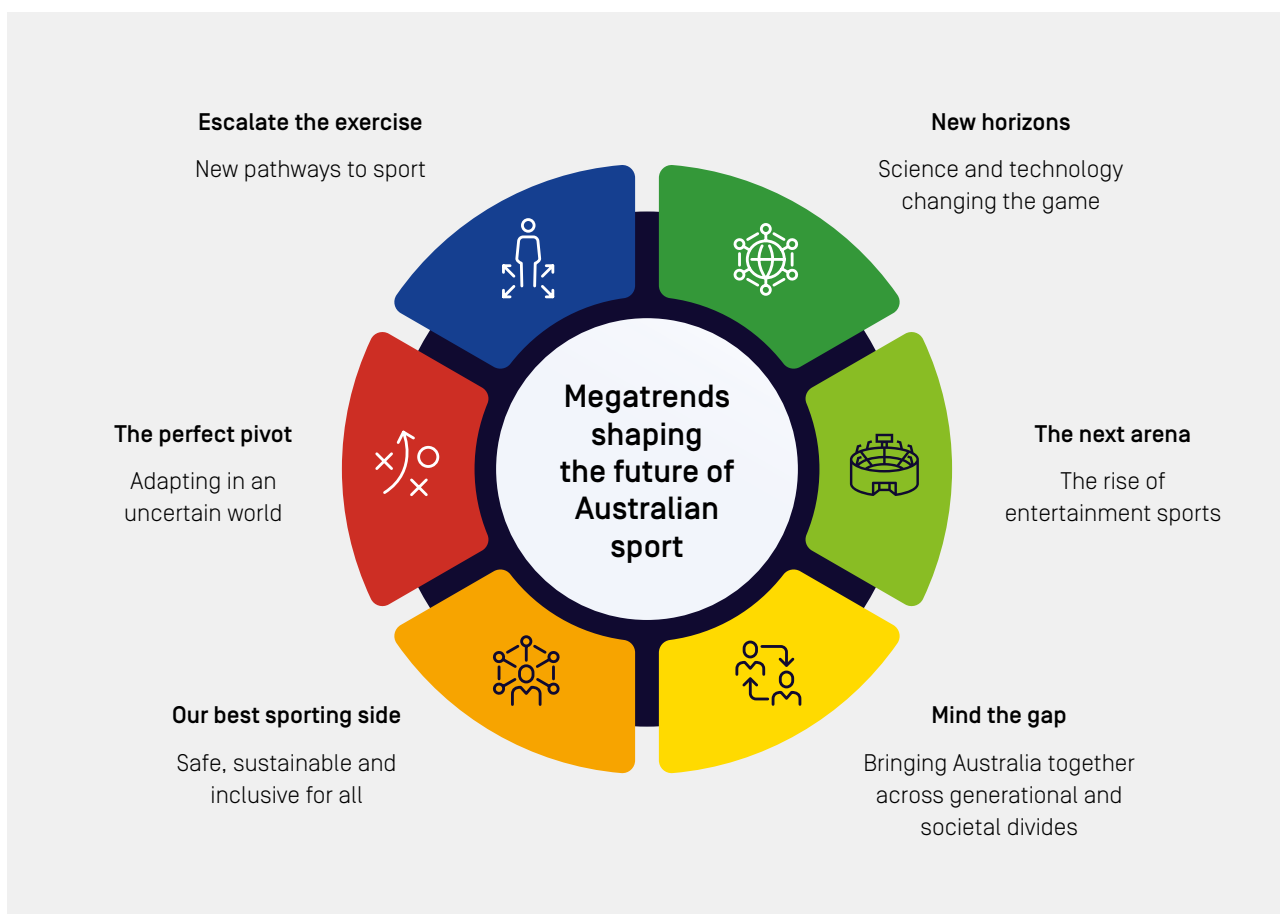 Escalate the exercise
New pathways to sport
New horizons
Science and technology
changing the game
The perfect pivot
Adapting in an
uncertain world
Megatrends
shaping
the future of
Australian
sport
The next arena
The rise of
entertainment sports
Our best sporting side
Safe, sustainable and
inclusive for all
Mind the gap
Bringing Australia together
across generational and
societal divides